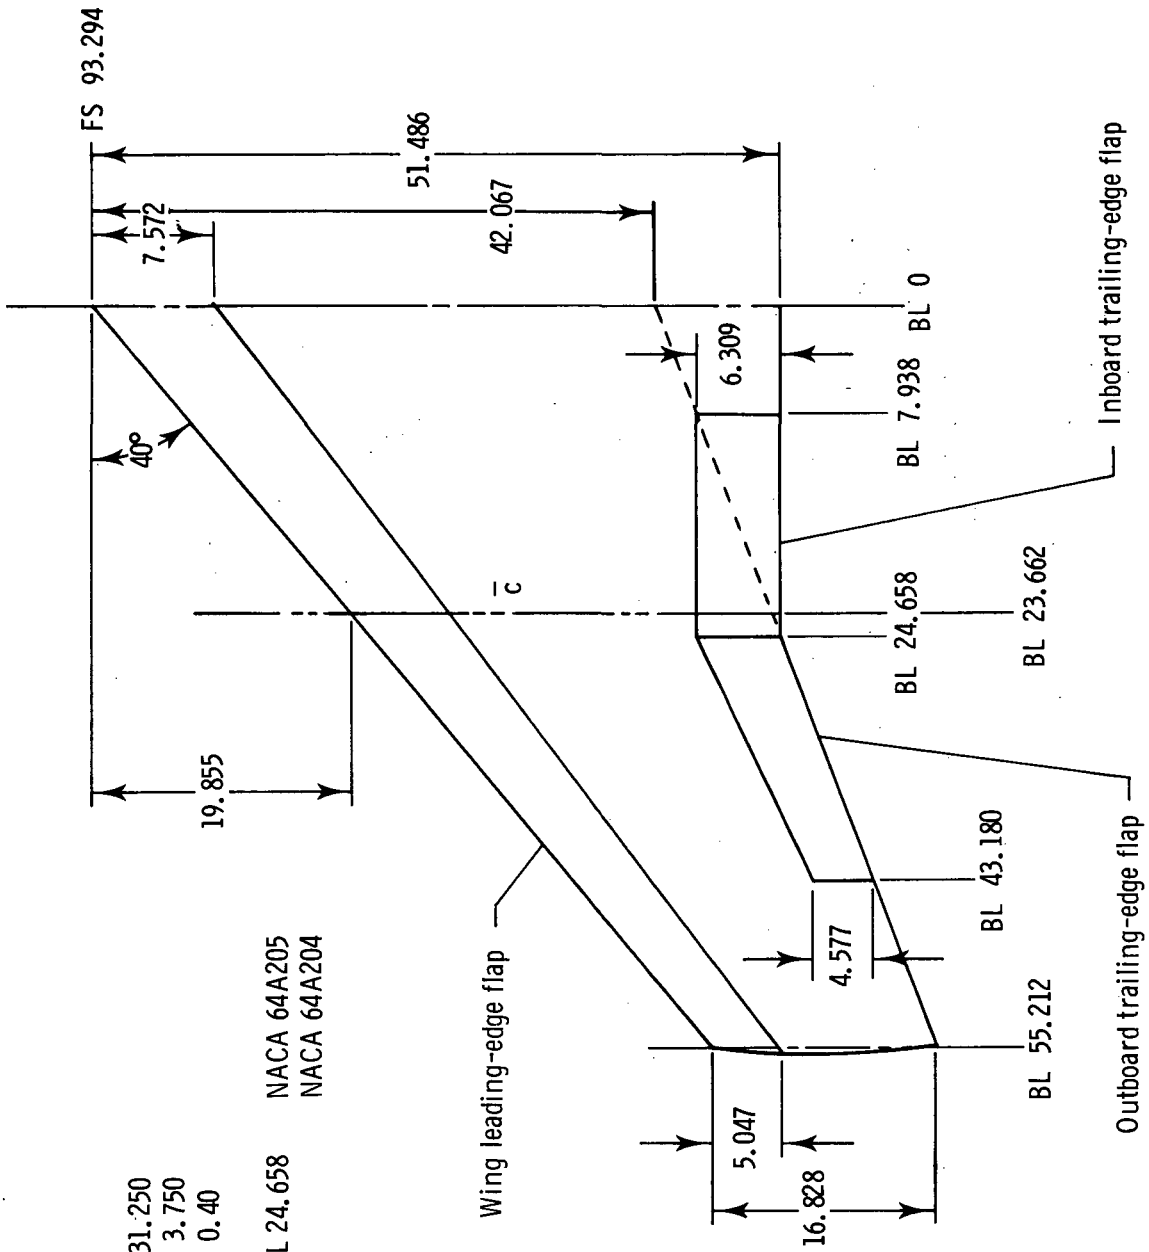 FS 93.294
51.486
42.067
7.572
40°
6.309
BL 0
BL 7.938
Inboard trailing-edge flap
c̄
BL 24.658
BL 23.662
19.855
4.577
BL 43.180
Outboard trailing-edge flap
Wing leading-edge flap
BL 55.212
5.047
16.828
31.250
3.750
0.40
L 24.658 NACA 64A205
NACA 64A204